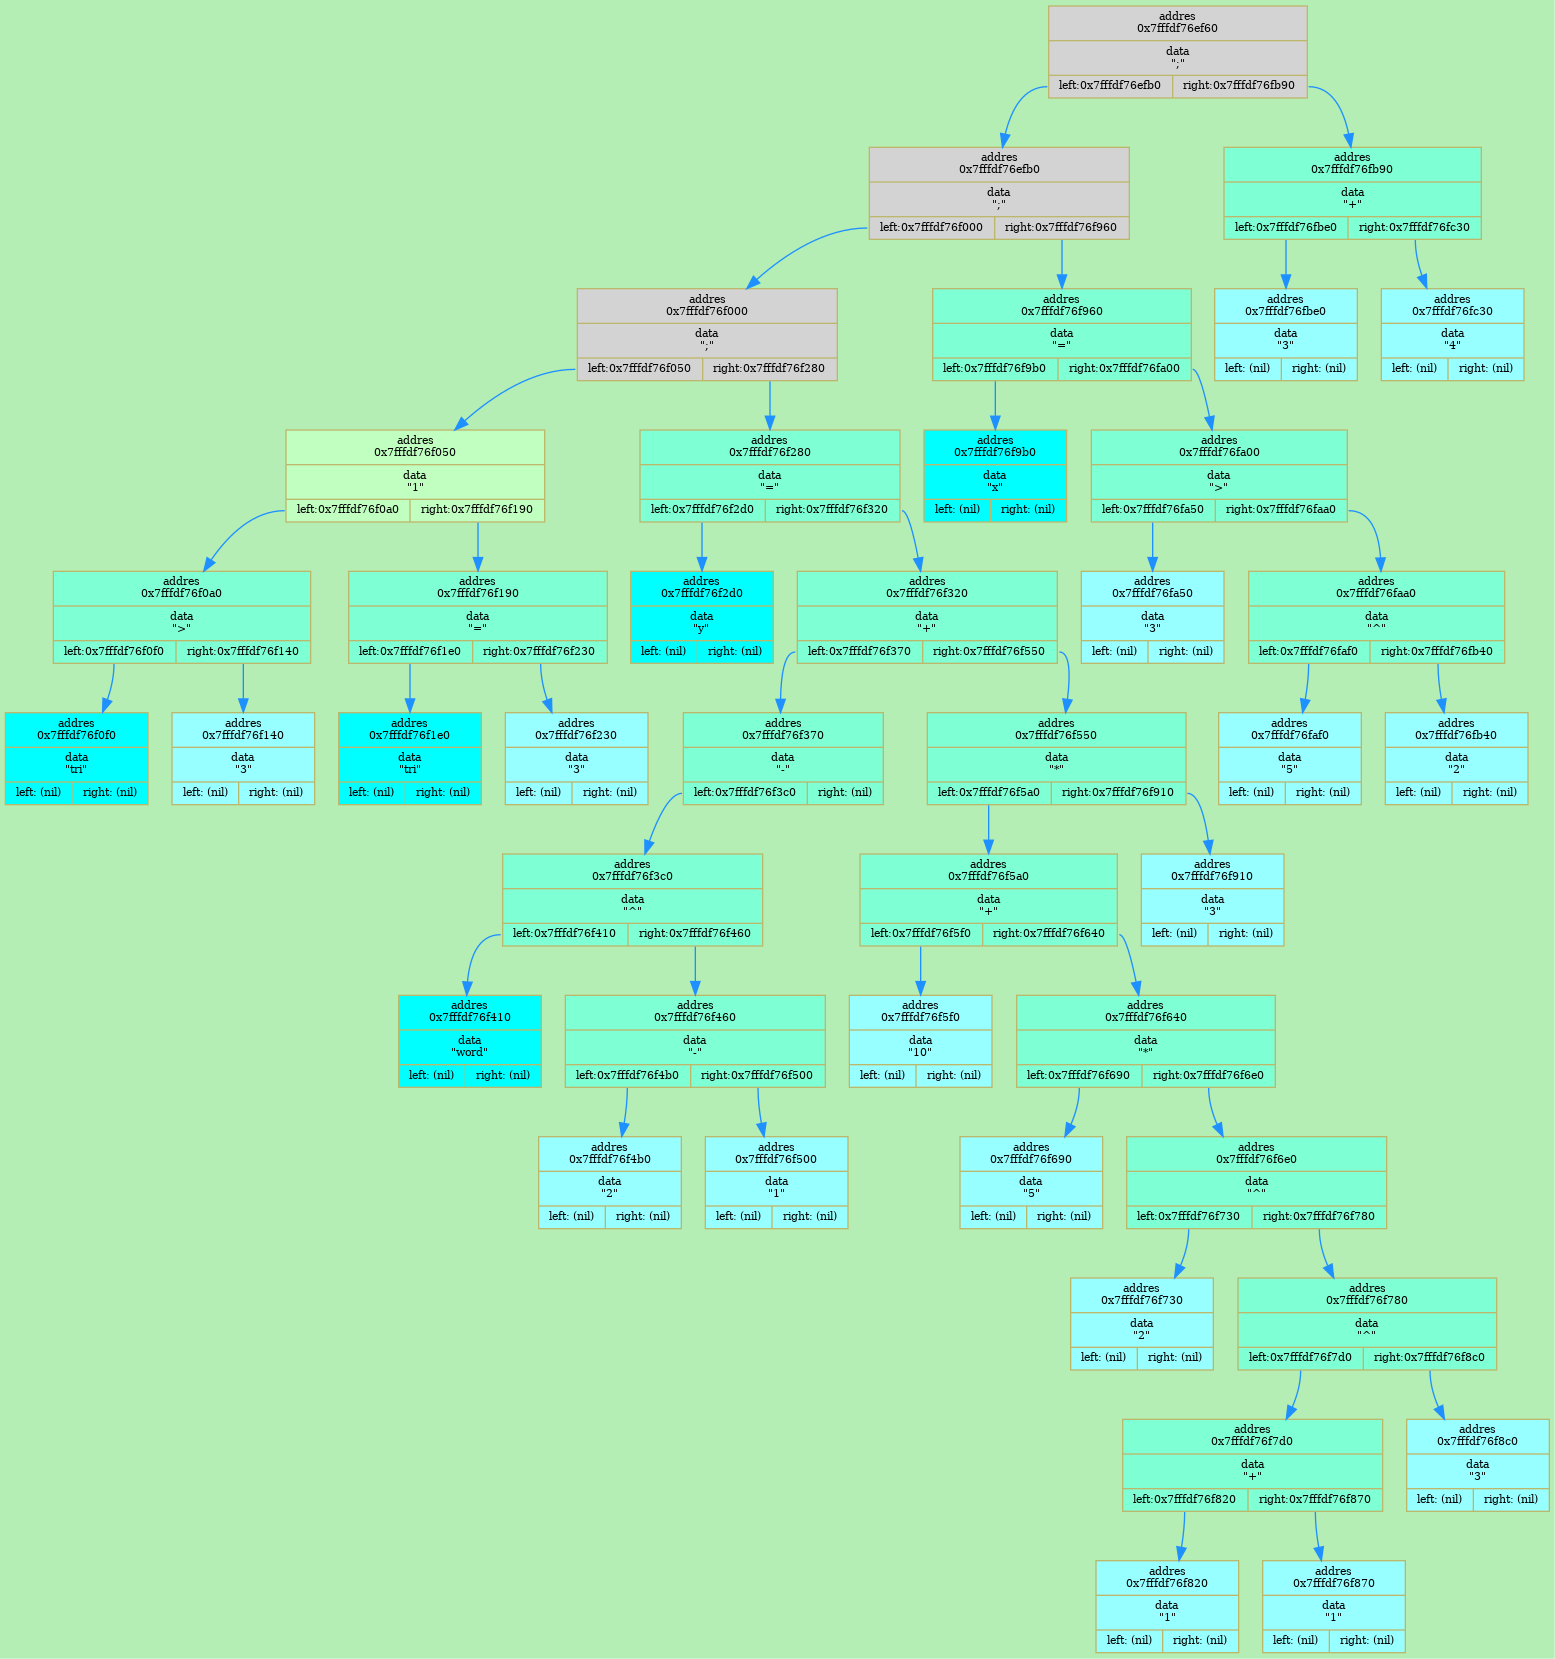 addres
0x7fffdf76ef60
data
";"
left:0x7fffdf76efb0 right:0x7fffdf76fb90
addres
0x7fffdf76efb0
data
";"
left:0x7fffdf76f000 right:0x7fffdf76f960
addres
0x7fffdf76fb90
data
"+"
left:0x7fffdf76fbe0 right:0x7fffdf76fc30
addres
0x7fffdf76f000
data
";"
left:0x7fffdf76f050 right:0x7fffdf76f280
addres
0x7fffdf76f960
data
"="
left:0x7fffdf76f9b0 right:0x7fffdf76fa00
addres
0x7fffdf76fbe0
data
"3"
left: (nil) right: (nil)
addres
0x7fffdf76fc30
data
"4"
left: (nil) right: (nil)
addres
0x7fffdf76f050
data
"1"
left:0x7fffdf76f0a0 right:0x7fffdf76f190
addres
0x7fffdf76f280
data
"="
left:0x7fffdf76f2d0 right:0x7fffdf76f320
addres
0x7fffdf76f9b0
data
"x"
left: (nil) right: (nil)
addres
0x7fffdf76fa00
data
">"
left:0x7fffdf76fa50 right:0x7fffdf76faa0
addres
0x7fffdf76f0a0
data
">"
left:0x7fffdf76f0f0 right:0x7fffdf76f140
addres
0x7fffdf76f190
data
"="
left:0x7fffdf76f1e0 right:0x7fffdf76f230
addres
0x7fffdf76f2d0
data
"y"
left: (nil) right: (nil)
addres
0x7fffdf76f320
data
"+"
left:0x7fffdf76f370 right:0x7fffdf76f550
addres
0x7fffdf76fa50
data
"3"
left: (nil) right: (nil)
addres
0x7fffdf76faa0
data
"^"
left:0x7fffdf76faf0 right:0x7fffdf76fb40
addres
0x7fffdf76f0f0
data
"tri"
left: (nil) right: (nil)
addres
0x7fffdf76f140
data
"3"
left: (nil) right: (nil)
addres
0x7fffdf76f1e0
data
"tri"
left: (nil) right: (nil)
addres
0x7fffdf76f230
data
"3"
left: (nil) right: (nil)
addres
0x7fffdf76f370
data
"-"
left:0x7fffdf76f3c0 right: (nil)
addres
0x7fffdf76f550
data
"*"
left:0x7fffdf76f5a0 right:0x7fffdf76f910
addres
0x7fffdf76faf0
data
"5"
left: (nil) right: (nil)
addres
0x7fffdf76fb40
data
"2"
left: (nil) right: (nil)
addres
0x7fffdf76f3c0
data
"^"
left:0x7fffdf76f410 right:0x7fffdf76f460
addres
0x7fffdf76f5a0
data
"+"
left:0x7fffdf76f5f0 right:0x7fffdf76f640
addres
0x7fffdf76f910
data
"3"
left: (nil) right: (nil)
addres
0x7fffdf76f410
data
"word"
left: (nil) right: (nil)
addres
0x7fffdf76f460
data
"-"
left:0x7fffdf76f4b0 right:0x7fffdf76f500
addres
0x7fffdf76f5f0
data
"10"
left: (nil) right: (nil)
addres
0x7fffdf76f640
data
"*"
left:0x7fffdf76f690 right:0x7fffdf76f6e0
addres
0x7fffdf76f4b0
data
"2"
left: (nil) right: (nil)
addres
0x7fffdf76f500
data
"1"
left: (nil) right: (nil)
addres
0x7fffdf76f690
data
"5"
left: (nil) right: (nil)
addres
0x7fffdf76f6e0
data
"^"
left:0x7fffdf76f730 right:0x7fffdf76f780
addres
0x7fffdf76f730
data
"2"
left: (nil) right: (nil)
addres
0x7fffdf76f780
data
"^"
left:0x7fffdf76f7d0 right:0x7fffdf76f8c0
addres
0x7fffdf76f7d0
data
"+"
left:0x7fffdf76f820 right:0x7fffdf76f870
addres
0x7fffdf76f8c0
data
"3"
left: (nil) right: (nil)
addres
0x7fffdf76f820
data
"1"
left: (nil) right: (nil)
addres
0x7fffdf76f870
data
"1"
left: (nil) right: (nil)